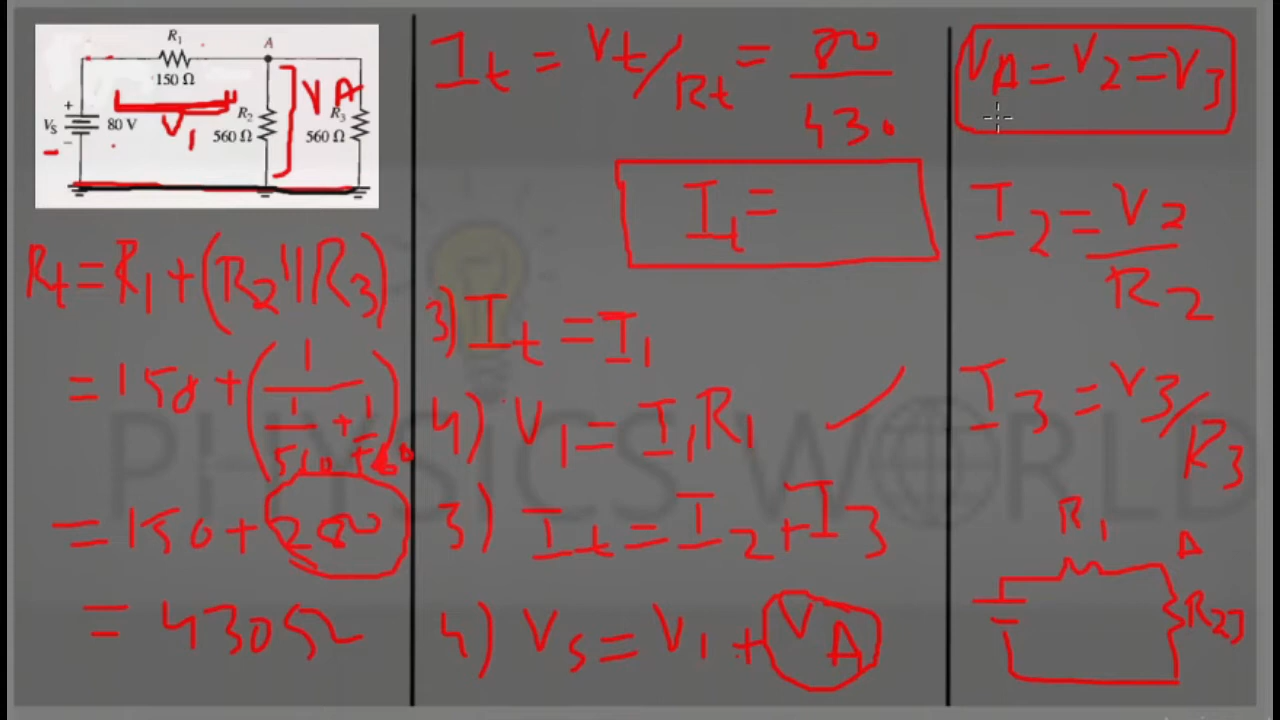 R1
150 Ω
A
VS
+
80 V
−
R2
560 Ω
R3
560 Ω
V1
VA
Rt = R1 + (R2 || R3)
= 150 + (1 / (1/560 + 1/560))
= 150 + 280
= 430Ω
It = Vt/Rt = 80/430
It =
3) It = I1
4) V1 = I1R1
3) It = I2 + I3
4) Vs = V1 + VA
VA = V2 = V3
I2 = V2/R2
I3 = V3/R3
R1
A
R23
PHYSICS WORLD